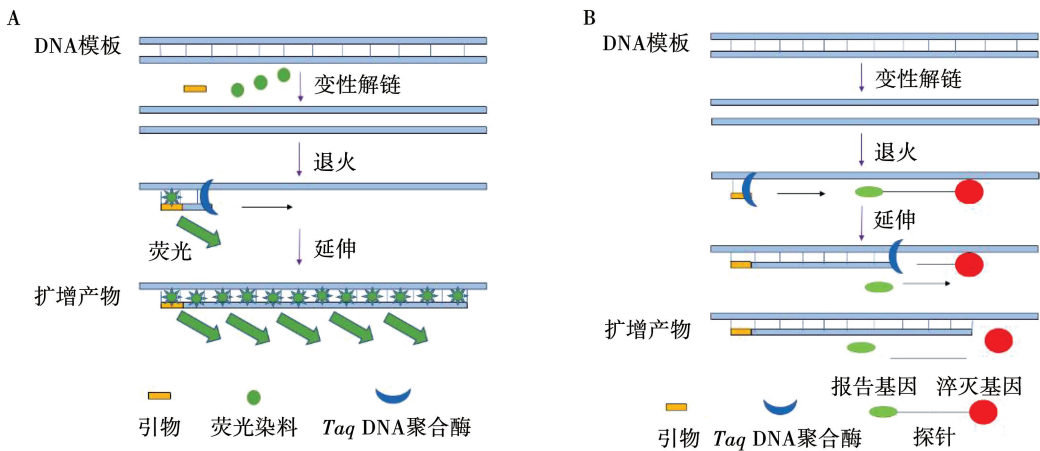 A
DNA模板
变性解链
退火
荧光
延伸
扩增产物
引物
荧光染料
Taq DNA聚合酶
B
DNA模板
变性解链
退火
延伸
扩增产物
报告基因
淬灭基因
引物
Taq DNA聚合酶
探针